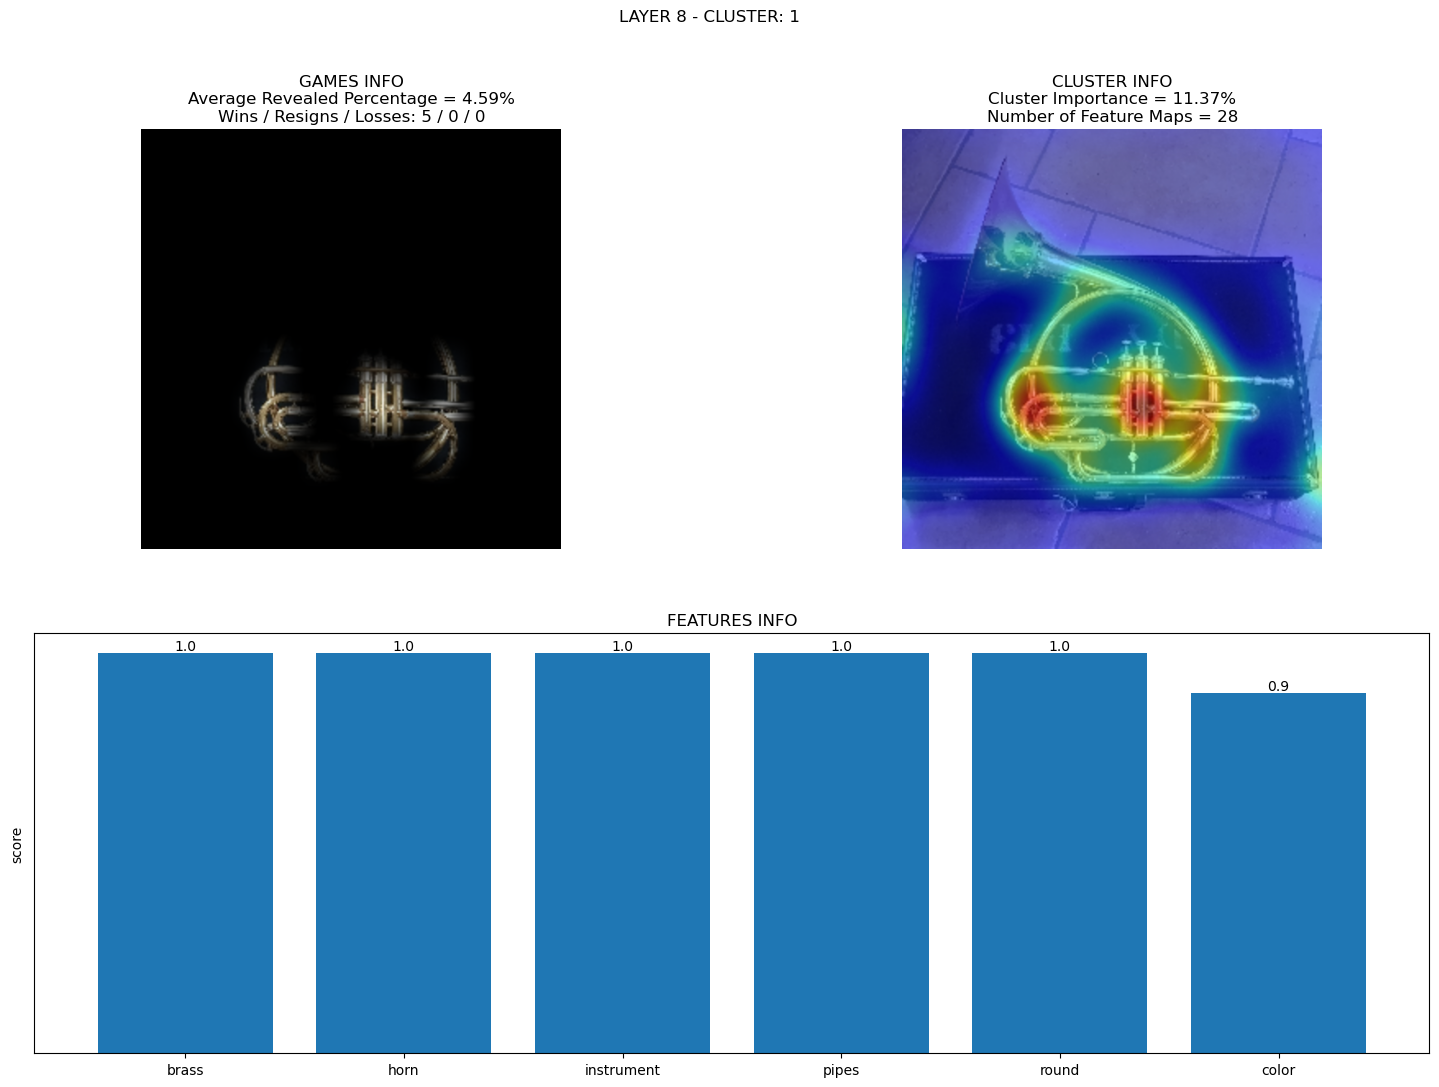 LAYER 8 - CLUSTER: 1
GAMES INFO
Average Revealed Percentage = 4.59%
Wins / Resigns / Losses: 5 / 0 / 0
CLUSTER INFO
Cluster Importance = 11.37%
Number of Feature Maps = 28
FEATURES INFO
score
1.0
1.0
1.0
1.0
1.0
0.9
brass
horn
instrument
pipes
round
color